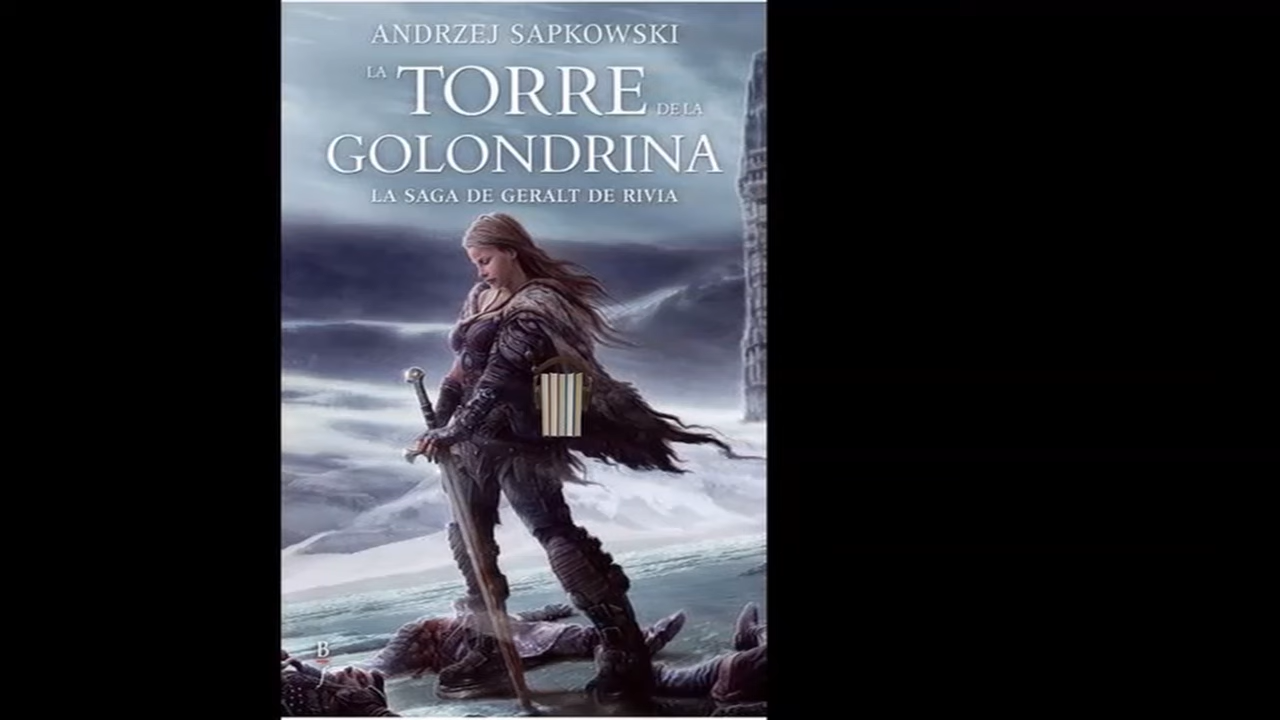 ANDRZEJ SAPKOWSKI
LA TORRE DE LA
GOLONDRINA
LA SAGA DE GERALT DE RIVIA
B
f